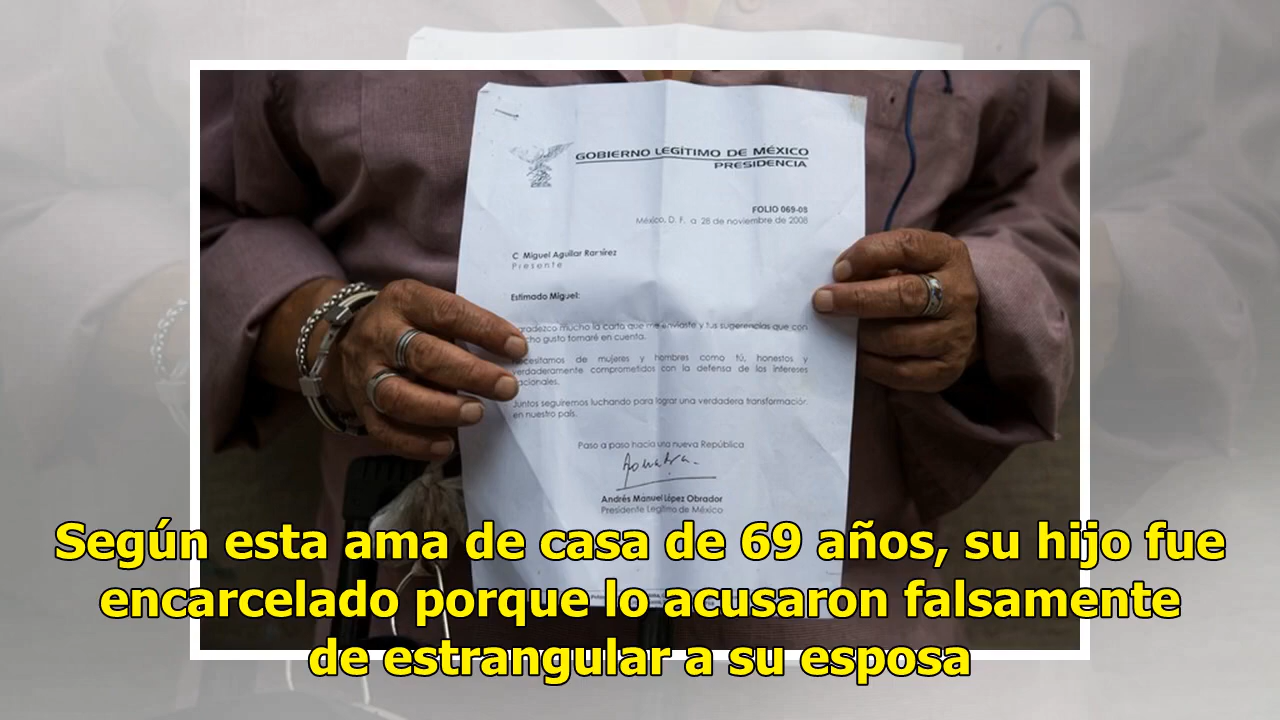 GOBIERNO LEGÍTIMO DE MÉXICO
PRESIDENCIA
FOLIO 069-08
México, D. F. a 28 de noviembre de 2008
C Miguel Aguilar Ramírez
Presente
Estimado Miguel:
gradezco mucho la carta que me enviaste y tus sugerencias que con
cho gusto tomaré en cuenta.
ecesitamos de mujeres y hombres como tú, honestos y
verdaderamente comprometidos con la defensa de los intereses
acionales.
Juntos seguiremos luchando para lograr una verdadera transformación
en nuestro país.
Paso a paso hacia una nueva República
Andrés Manuel López Obrador
Presidente Legítimo de México
Según esta ama de casa de 69 años, su hijo fue
encarcelado porque lo acusaron falsamente
de estrangular a su esposa